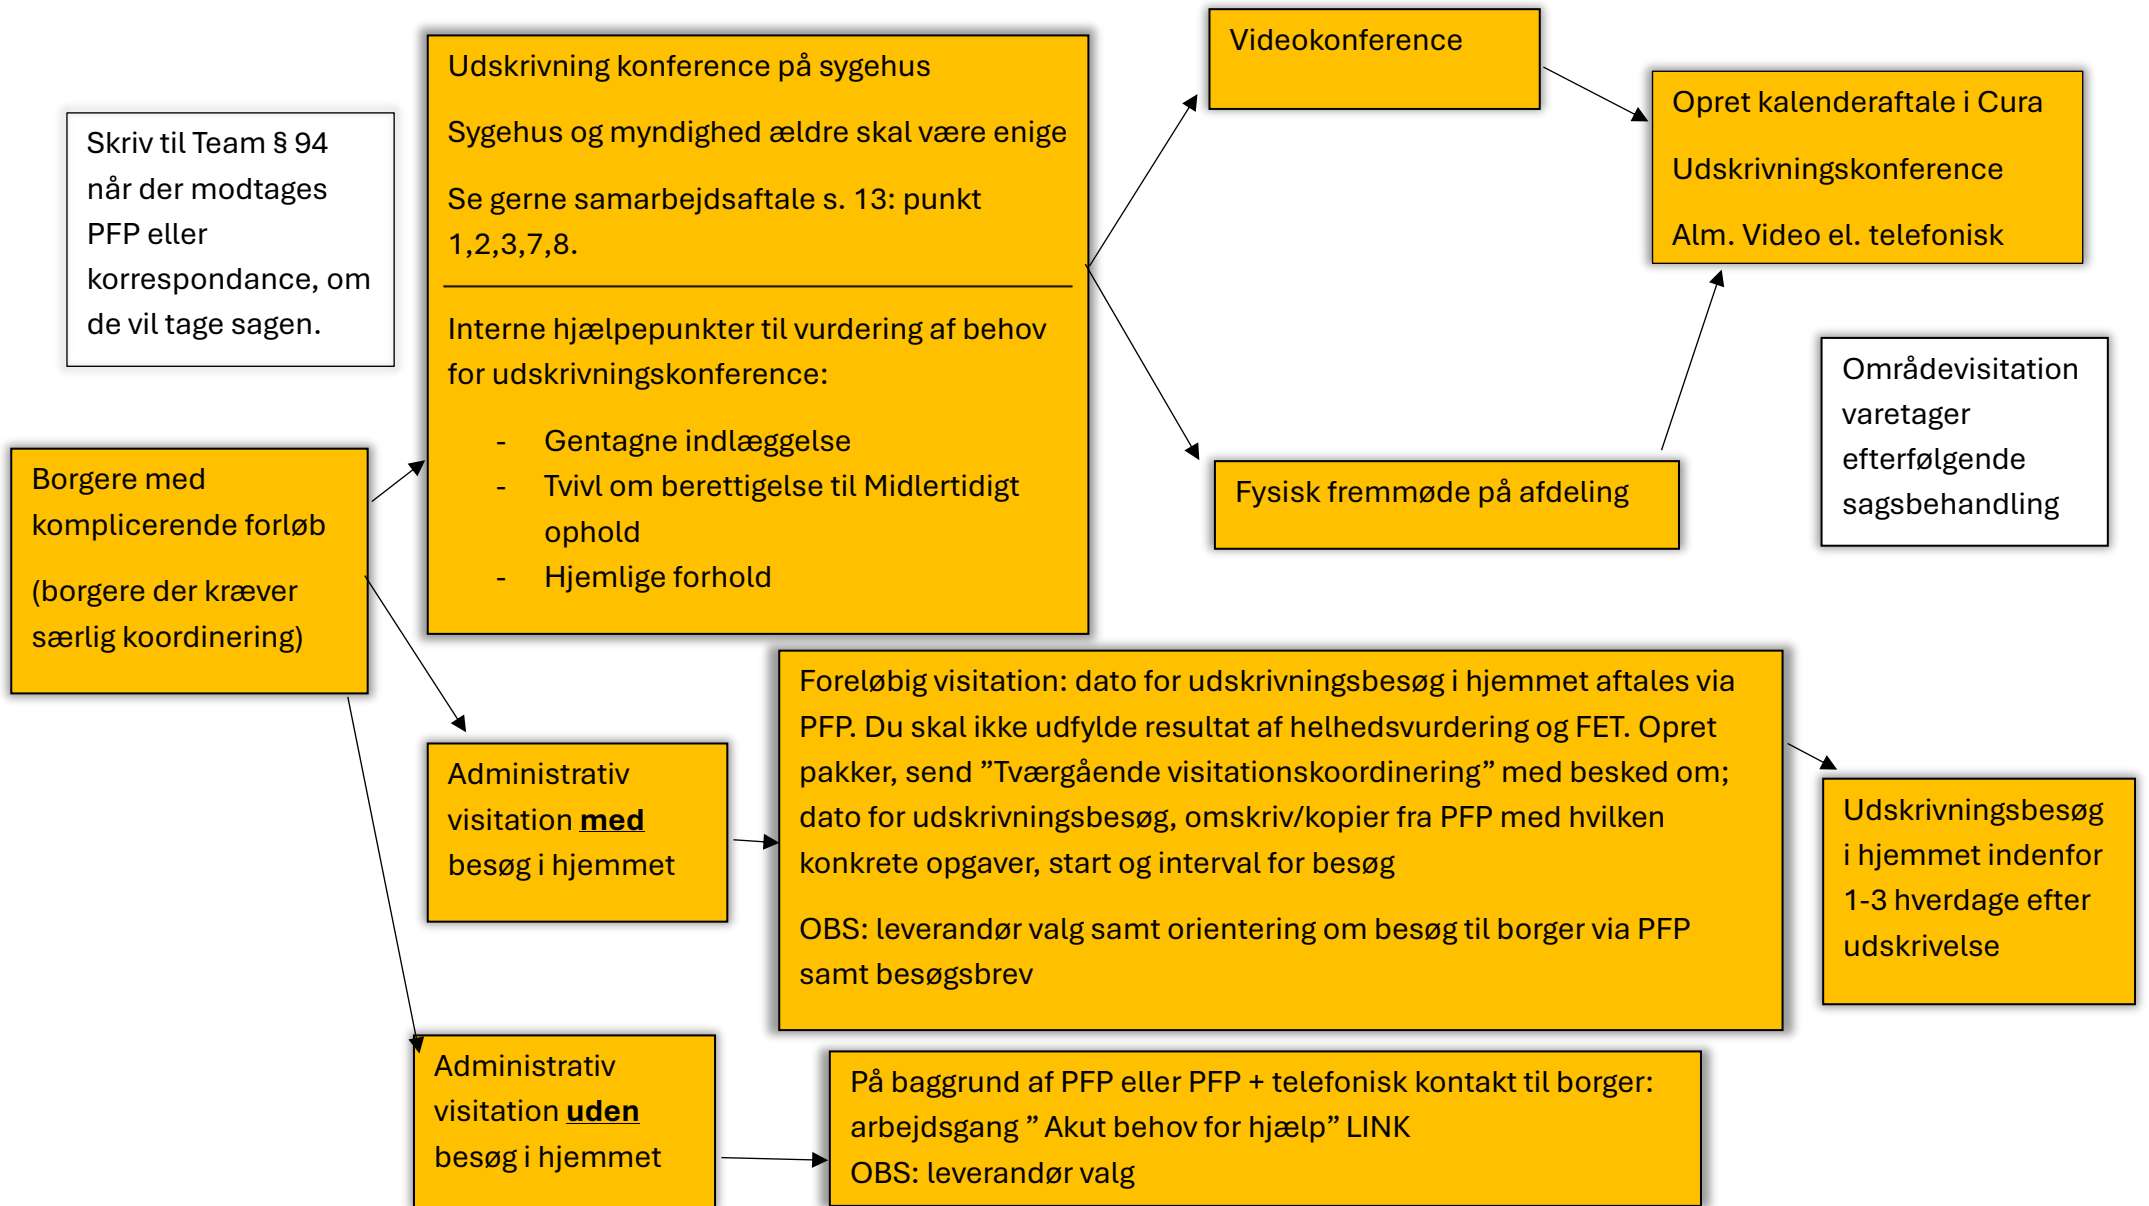 Skriv til Team § 94
når der modtages
PFP eller
korrespondance, om
de vil tage sagen.
Borgere med
komplicerende forløb
(borgere der kræver
særlig koordinering)
Udskrivning konference på sygehus
Sygehus og myndighed ældre skal være enige
Se gerne samarbejdsaftale s. 13: punkt
1,2,3,7,8.
Interne hjælpepunkter til vurdering af behov
for udskrivningskonference:
- Gentagne indlæggelse
- Tvivl om berettigelse til Midlertidigt
ophold
- Hjemlige forhold
Videokonference
Fysisk fremmøde på afdeling
Opret kalenderaftale i Cura
Udskrivningskonference
Alm. Video el. telefonisk
Områdevisitation
varetager
efterfølgende
sagsbehandling
Administrativ
visitation med
besøg i hjemmet
Foreløbig visitation: dato for udskrivningsbesøg i hjemmet aftales via
PFP. Du skal ikke udfylde resultat af helhedsvurdering og FET. Opret
pakker, send ”Tværgående visitationskoordinering” med besked om;
dato for udskrivningsbesøg, omskriv/kopier fra PFP med hvilken
konkrete opgaver, start og interval for besøg
OBS: leverandør valg samt orientering om besøg til borger via PFP
samt besøgsbrev
Udskrivningsbesøg
i hjemmet indenfor
1-3 hverdage efter
udskrivelse
Administrativ
visitation uden
besøg i hjemmet
På baggrund af PFP eller PFP + telefonisk kontakt til borger:
arbejdsgang ” Akut behov for hjælp” LINK
OBS: leverandør valg